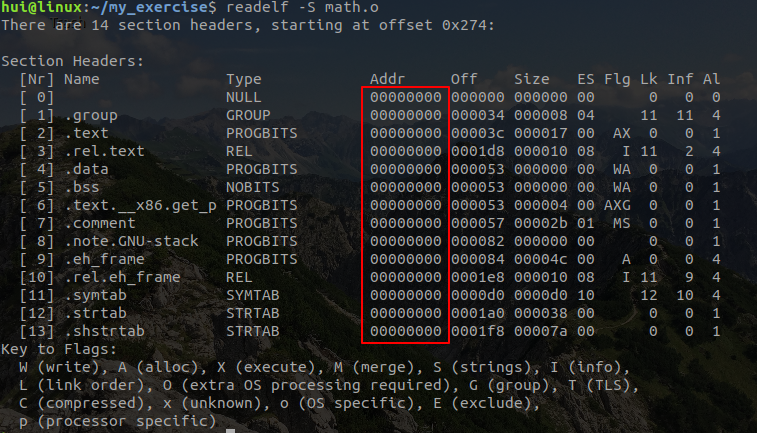 hui@linux:~/my_exercise$ readelf -S math.o
There are 14 section headers, starting at offset 0x274:
Section Headers:
  [Nr] Name              Type            Addr     Off    Size   ES Flg Lk Inf Al
  [ 0]                   NULL            00000000 000000 000000 00      0   0  0
  [ 1] .group            GROUP           00000000 000034 000008 04     11  11  4
  [ 2] .text             PROGBITS        00000000 00003c 000017 00  AX  0   0  1
  [ 3] .rel.text         REL             00000000 0001d8 000010 08   I 11   2  4
  [ 4] .data             PROGBITS        00000000 000053 000000 00  WA  0   0  1
  [ 5] .bss              NOBITS          00000000 000053 000000 00  WA  0   0  1
  [ 6] .text.__x86.get_p PROGBITS        00000000 000053 000004 00 AXG  0   0  1
  [ 7] .comment          PROGBITS        00000000 000057 00002b 01  MS  0   0  1
  [ 8] .note.GNU-stack   PROGBITS        00000000 000082 000000 00      0   0  1
  [ 9] .eh_frame         PROGBITS        00000000 000084 00004c 00   A  0   0  4
  [10] .rel.eh_frame     REL             00000000 0001e8 000010 08   I 11   9  4
  [11] .symtab           SYMTAB          00000000 0000d0 0000d0 10     12  10  4
  [12] .strtab           STRTAB          00000000 0001a0 000038 00      0   0  1
  [13] .shstrtab         STRTAB          00000000 0001f8 00007a 00      0   0  1
Key to Flags:
  W (write), A (alloc), X (execute), M (merge), S (strings), I (info),
  L (link order), O (extra OS processing required), G (group), T (TLS),
  C (compressed), x (unknown), o (OS specific), E (exclude),
  p (processor specific)